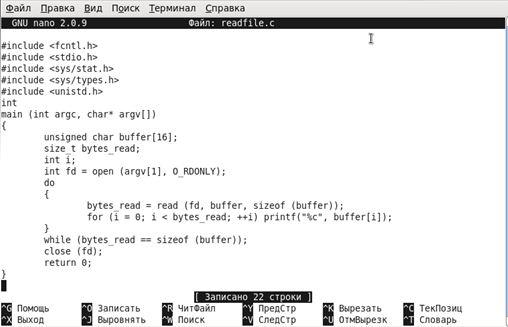 Файл Правка Вид Поиск Терминал Справка
GNU nano 2.0.9 Файл: readfile.c
#include <fcntl.h>
#include <stdio.h>
#include <sys/stat.h>
#include <sys/types.h>
#include <unistd.h>
int
main (int argc, char* argv[])
{
unsigned char buffer[16];
size_t bytes_read;
int i;
int fd = open (argv[1], O_RDONLY);
do
{
bytes_read = read (fd, buffer, sizeof (buffer));
for (i = 0; i < bytes_read; ++i) printf("%c", buffer[i]);
}
while (bytes_read == sizeof (buffer));
close (fd);
return 0;
}
[ Записано 22 строки ]
^G Помощь ^O Записать ^R ЧитФайл ^Y ПредСтр ^K Вырезать ^C ТекПозиц
^X Выход ^J Выровнять ^W Поиск ^V СледСтр ^U ОтмВырезк ^T Словарь